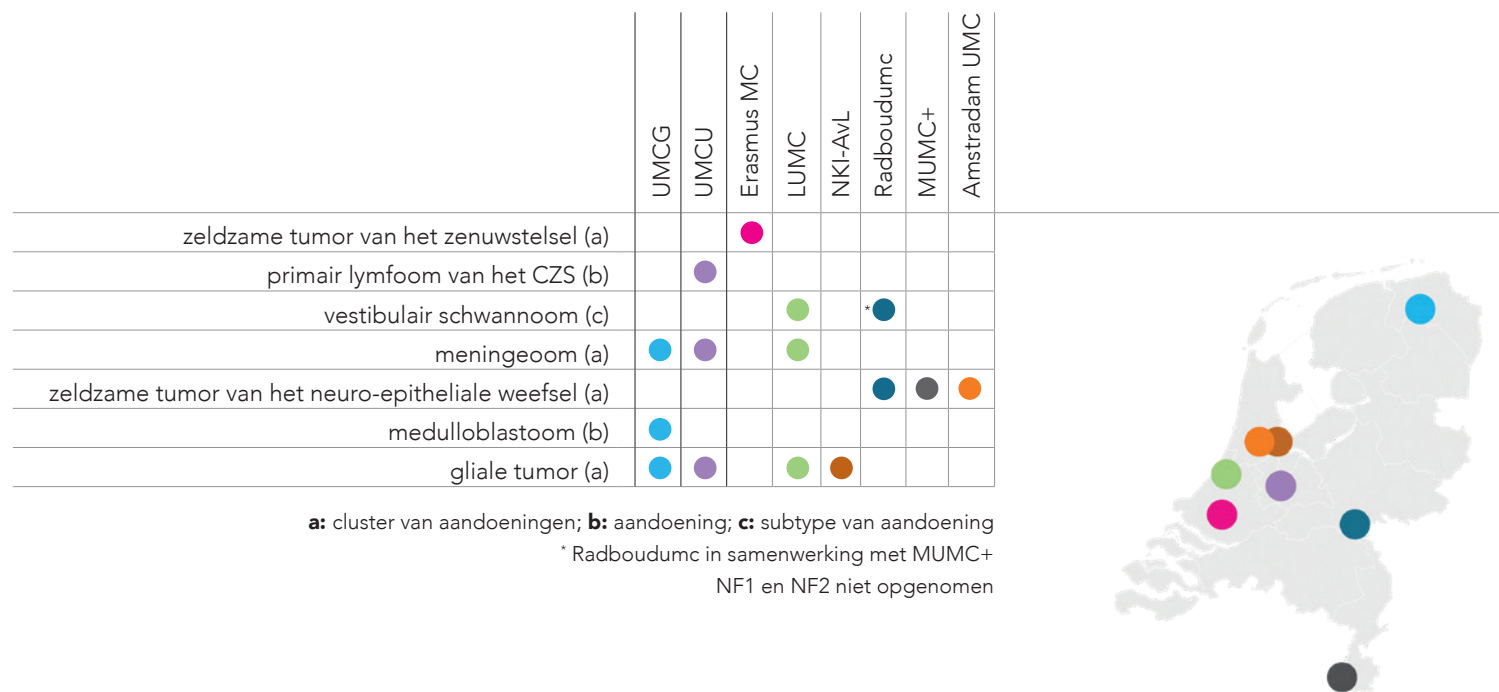 UMCG
UMCU
Erasmus MC
LUMC
NKI-AvL
Radboudumc
MUMC+
Amstradam UMC
zeldzame tumor van het zenuwstelsel (a)
primair lymfoom van het CZS (b)
vestibulair schwannoom (c)
*
meningeoom (a)
zeldzame tumor van het neuro-epitheliale weefsel (a)
medulloblastoom (b)
gliale tumor (a)
a: cluster van aandoeningen; b: aandoening; c: subtype van aandoening
* Radboudumc in samenwerking met MUMC+
NF1 en NF2 niet opgenomen